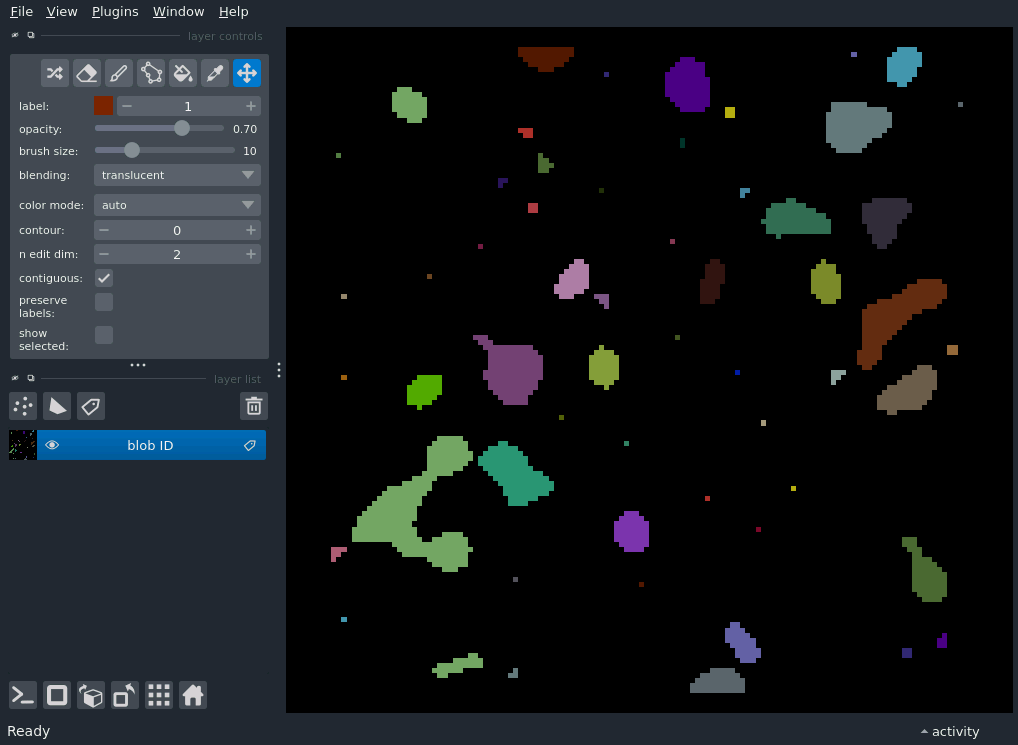 File View Plugins Window Help
layer controls
label: 1
opacity: 0.70
brush size: 10
blending: translucent
color mode: auto
contour: 0
n edit dim: 2
contiguous:
preserve
labels:
show
selected:
layer list
blob ID
Ready activity